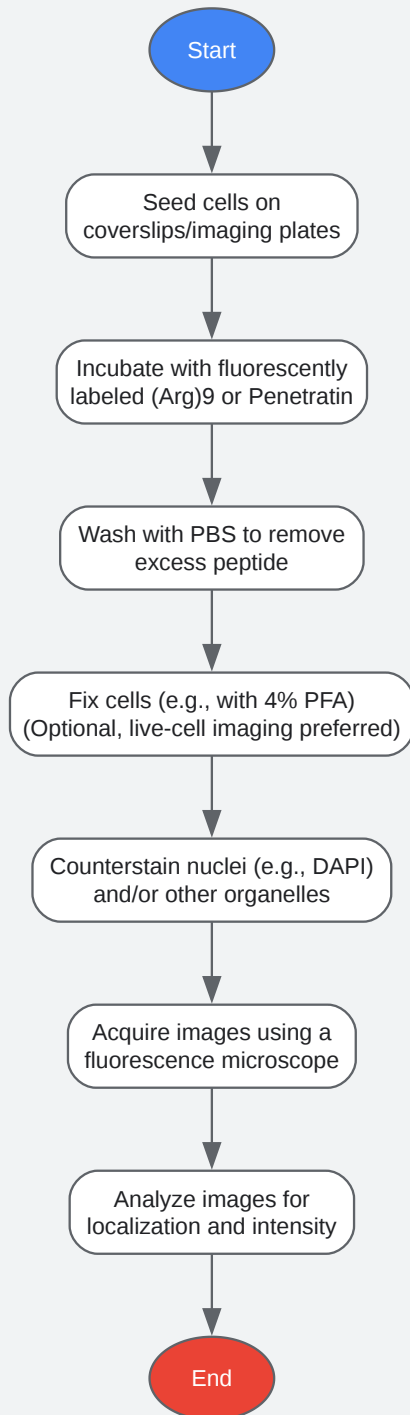 Start
Seed cells on
coverslips/imaging plates
Incubate with fluorescently
labeled (Arg)9 or Penetratin
Wash with PBS to remove
excess peptide
Fix cells (e.g., with 4% PFA)
(Optional, live-cell imaging preferred)
Counterstain nuclei (e.g., DAPI)
and/or other organelles
Acquire images using a
fluorescence microscope
Analyze images for
localization and intensity
End